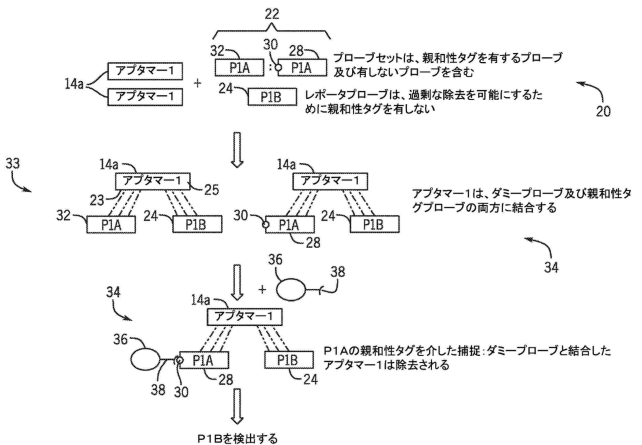 22
32
30
28
P1A
:
P1A
プローブセットは、親和性タグを有するプローブ
及び有しないプローブを含む
14a
アプタマー1
アプタマー1
+
24
P1B
レポータプローブは、過剰な除去を可能にするた
めに親和性タグを有しない
20
33
14a
アプタマー1
23
25
32
P1A
24
P1B
14a
アプタマー1
30
P1A
28
24
P1B
アプタマー1は、ダミープローブ及び親和性タ
グプローブの両方に結合する
34
+
36
38
34
14a
アプタマー1
36
38
30
P1A
28
P1B
24
P1Aの親和性タグを介した捕捉:ダミープローブと結合した
アプタマー1は除去される
P1Bを検出する